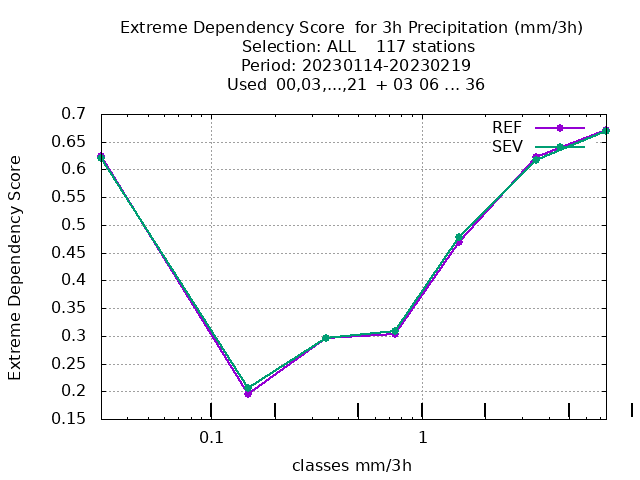 Extreme Dependency Score  for 3h Precipitation (mm/3h)
Selection: ALL    117 stations
Period: 20230114-20230219
Used  00,03,...,21  + 03 06 ... 36
REF
SEV
0.7
0.65
0.6
0.55
0.5
0.45
0.4
0.35
0.3
0.25
0.2
0.15
Extreme Dependency Score
0.1
1
classes mm/3h